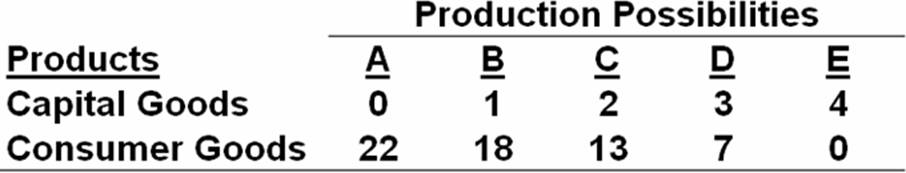 Production Possibilities
Products A B C D E
Capital Goods 0 1 2 3 4
Consumer Goods 22 18 13 7 0